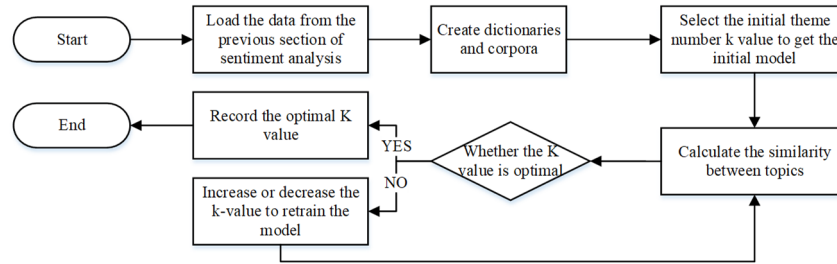 Start
Load the data from the
previous section of
sentiment analysis
Create dictionaries
and corpora
Select the initial theme
number k value to get the
initial model
End
Record the optimal K
value
YES
Whether the K
value is optimal
Calculate the similarity
between topics
NO
Increase or decrease the
k-value to retrain the
model